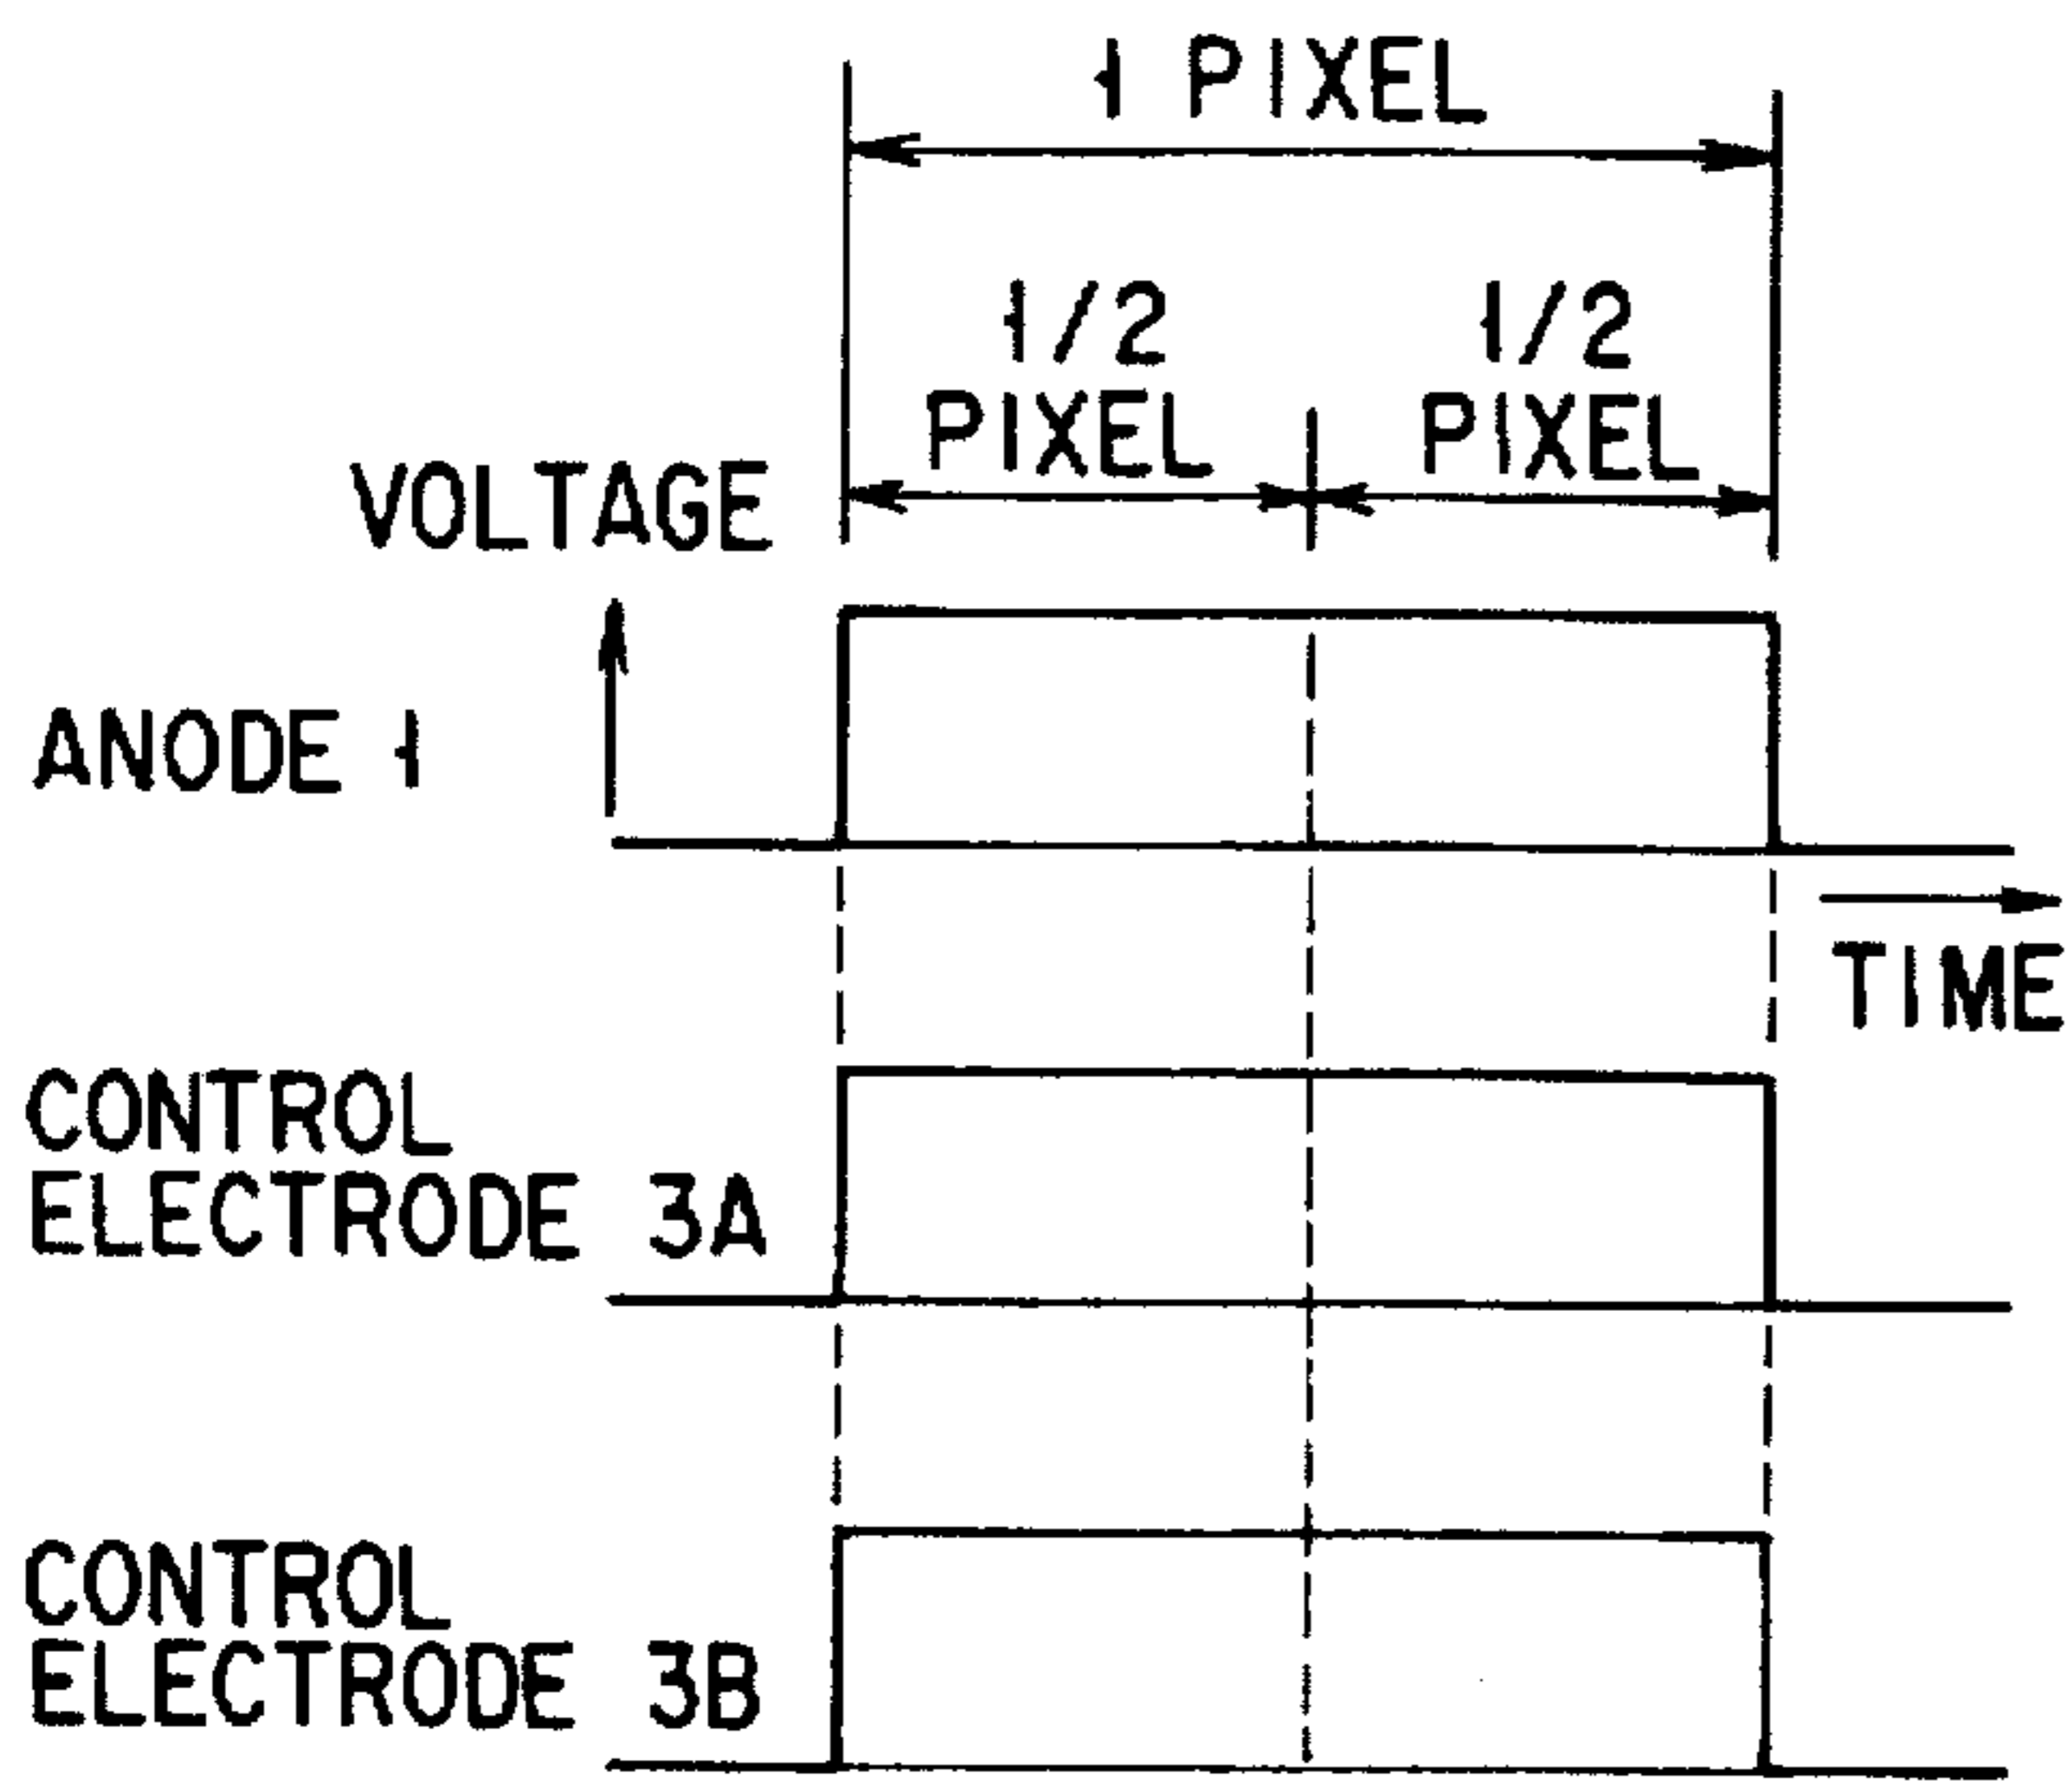 1 PIXEL
1/2
PIXEL
1/2
PIXEL
VOLTAGE
ANODE 1
TIME
CONTROL
ELECTRODE 3A
CONTROL
ELECTRODE 3B